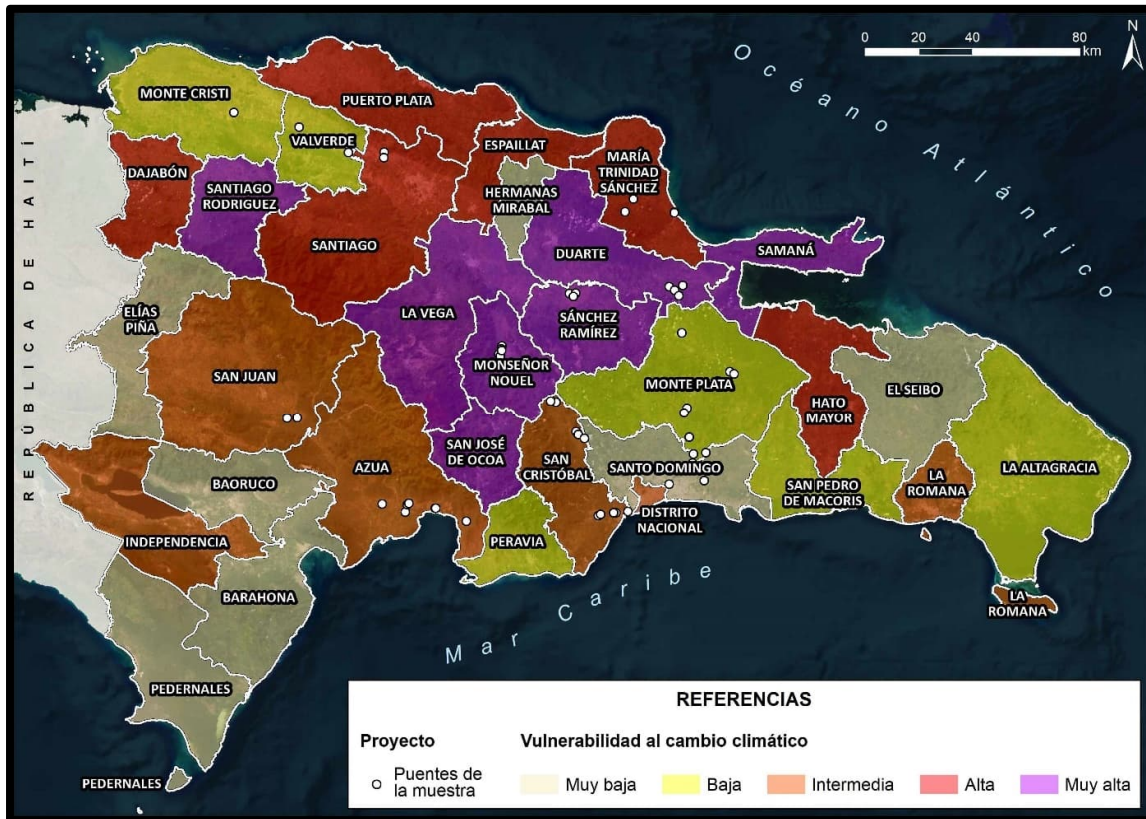 0 20 40 80
km
N
Océano Atlántico
REPÚBLICA DE HAITÍ
MONTE CRISTI
PUERTO PLATA
VALVERDE
ESPAILLAT
MARÍA
TRINIDAD
SÁNCHEZ
DAJABÓN
SANTIAGO
RODRIGUEZ
HERMANAS
MIRABAL
SANTIAGO
DUARTE
SAMANÁ
ELÍAS
PIÑA
LA VEGA
SÁNCHEZ
RAMÍREZ
SAN JUAN
MONSEÑOR
NOUEL
MONTE PLATA
EL SEIBO
HATO
MAYOR
SAN JOSÉ
DE OCOA
SAN
CRISTÓBAL
AZUA
SANTO DOMINGO
LA ALTAGRACIA
BAORUCO
SAN PEDRO
DE MACORIS
LA
ROMANA
DISTRITO
NACIONAL
INDEPENDENCIA
PERAVIA
BARAHONA
Mar Caribe
LA
ROMANA
PEDERNALES
PEDERNALES
REFERENCIAS
Proyecto
Puentes de
la muestra
Vulnerabilidad al cambio climático
Muy baja Baja Intermedia Alta Muy alta